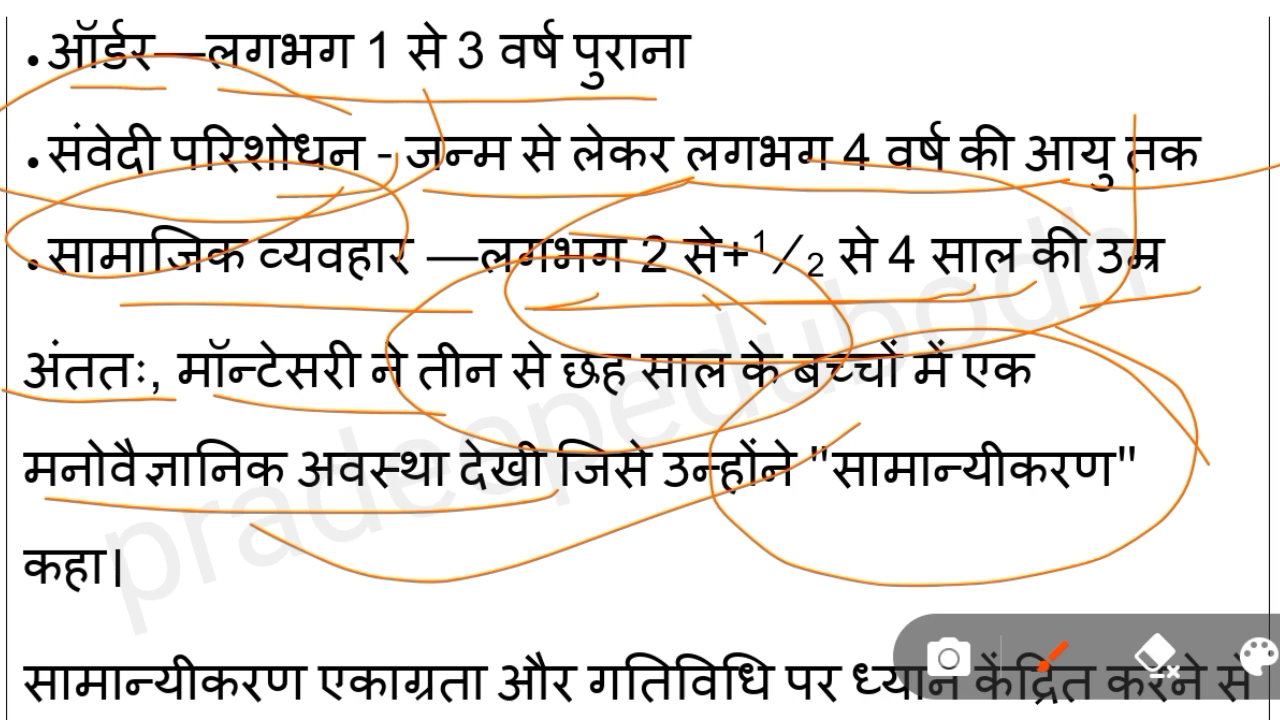 • ऑर्डर—लगभग 1 से 3 वर्ष पुराना
• संवेदी परिशोधन - जन्म से लेकर लगभग 4 वर्ष की आयु तक
• सामाजिक व्यवहार —लगभग 2 से+¹/₂ से 4 साल की उम्र
अंततः, मॉन्टेसरी ने तीन से छह साल के बच्चों में एक
मनोवैज्ञानिक अवस्था देखी जिसे उन्होंने "सामान्यीकरण"
कहा।
सामान्यीकरण एकाग्रता और गतिविधि पर ध्यान केंद्रित करने से
pradeepedubodh